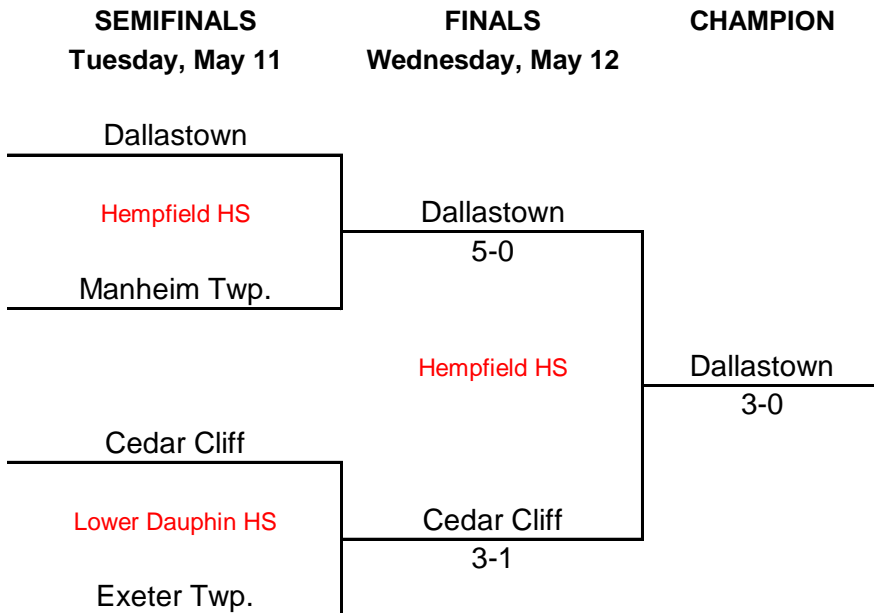 SEMIFINALS
Tuesday, May 11
FINALS
Wednesday, May 12
CHAMPION
Dallastown
Hempfield HS
Manheim Twp.
Dallastown
5-0
Hempfield HS
Dallastown
3-0
Cedar Cliff
Lower Dauphin HS
Exeter Twp.
Cedar Cliff
3-1